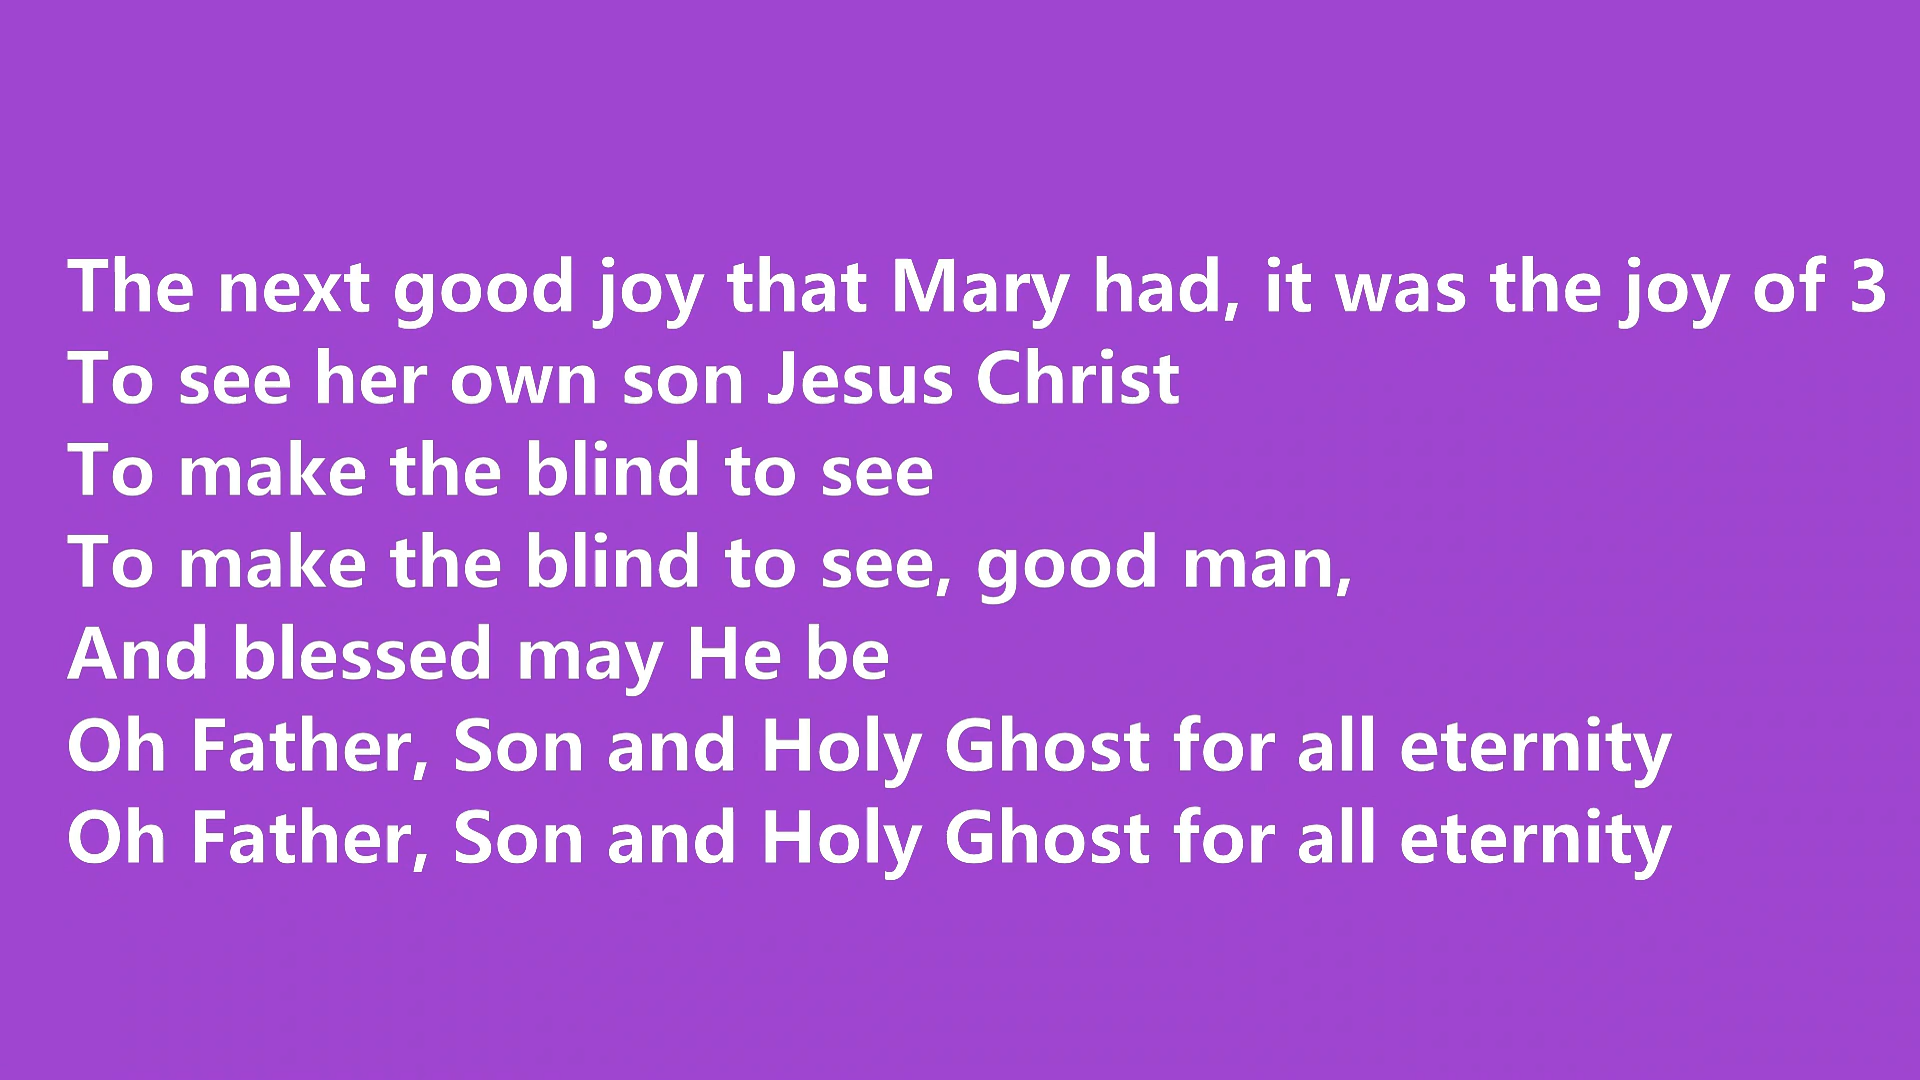 The next good joy that Mary had, it was the joy of 3
To see her own son Jesus Christ
To make the blind to see
To make the blind to see, good man,
And blessed may He be
Oh Father, Son and Holy Ghost for all eternity
Oh Father, Son and Holy Ghost for all eternity